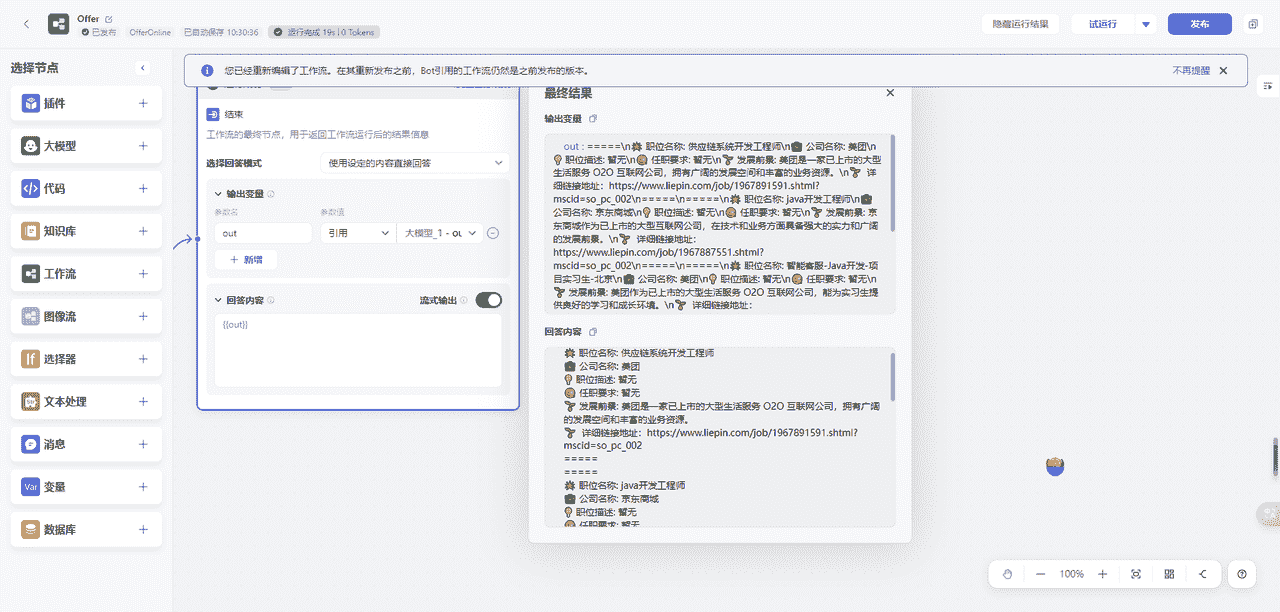 Offer
已发布 OfferOnline 已自动保存 10:30:36 运行完成 19s | 0 Tokens
隐藏运行结果
试运行
发布
选择节点
您已经重新编辑了工作流。在其重新发布之前，Bot引用的工作流仍然是之前发布的版本。
不再提醒
插件
大模型
代码
知识库
工作流
图像流
选择器
文本处理
消息
变量
数据库
结束
工作流的最终节点，用于返回工作流运行后的结果信息
选择回答模式
使用设定的内容直接回答
输出变量
参数名 参数值
out 引用 大模型_1 - ou
+ 新增
回答内容
流式输出
{{out}}
最终结果
输出变量
out : =====\n 职位名称: 供应链系统开发工程师\n 公司名称: 美团\n
职位描述: 暂无\n 任职要求: 暂无\n 发展前景: 美团是一家已上市的大型
生活服务 O2O 互联网公司，拥有广阔的发展空间和丰富的业务资源。\n 详
细链接地址：https://www.liepin.com/job/1967891591.shtml?
mscid=so_pc_002\n=====\n=====\n 职位名称: java开发工程师\n
公司名称: 京东商城\n 职位描述: 暂无\n 任职要求: 暂无\n 发展前景: 京
东商城作为已上市的大型互联网公司，在技术和业务方面具备强大的实力和广阔
的发展前景。\n 详细链接地址：
https://www.liepin.com/job/1967887551.shtml?
mscid=so_pc_002\n=====\n=====\n 职位名称: 智能客服-Java开发-项
目实习生-北京\n 公司名称: 美团\n 职位描述: 暂无\n 任职要求: 暂无\n
发展前景: 美团作为已上市的大型生活服务 O2O 互联网公司，能为实习生提
供良好的学习和成长环境。\n 详细链接地址：
回答内容
职位名称: 供应链系统开发工程师
公司名称: 美团
职位描述: 暂无
任职要求: 暂无
发展前景: 美团是一家已上市的大型生活服务 O2O 互联网公司，拥有广阔
的发展空间和丰富的业务资源。
详细链接地址：https://www.liepin.com/job/1967891591.shtml?
mscid=so_pc_002
=====
=====
职位名称: java开发工程师
公司名称: 京东商城
职位描述: 暂无
任职要求: 暂无
100%